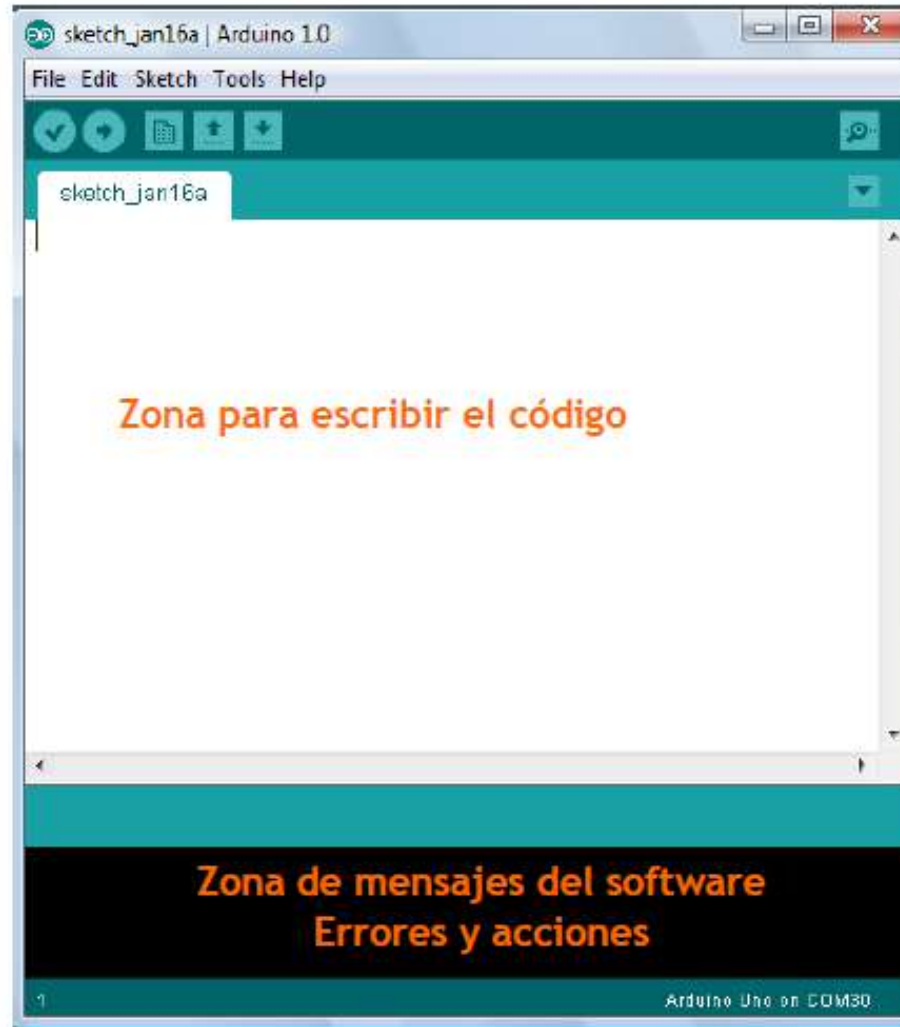 sketch_jan16a | Arduino 1.0
File Edit Sketch Tools Help
sketch_jan16a
Zona para escribir el código
Zona de mensajes del software
Errores y acciones
1
Arduino Uno on COM30